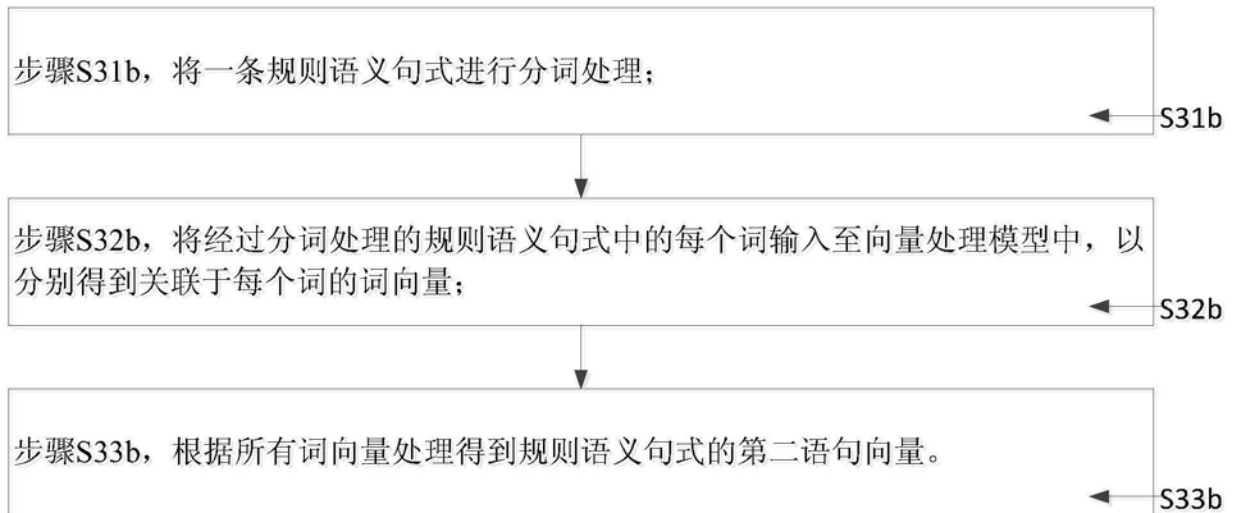 步骤S31b，将一条规则语义句式进行分词处理；
S31b
步骤S32b，将经过分词处理的规则语义句式中的每个词输入至向量处理模型中，以
分别得到关联于每个词的词向量；
S32b
步骤S33b，根据所有词向量处理得到规则语义句式的第二语句向量。
S33b